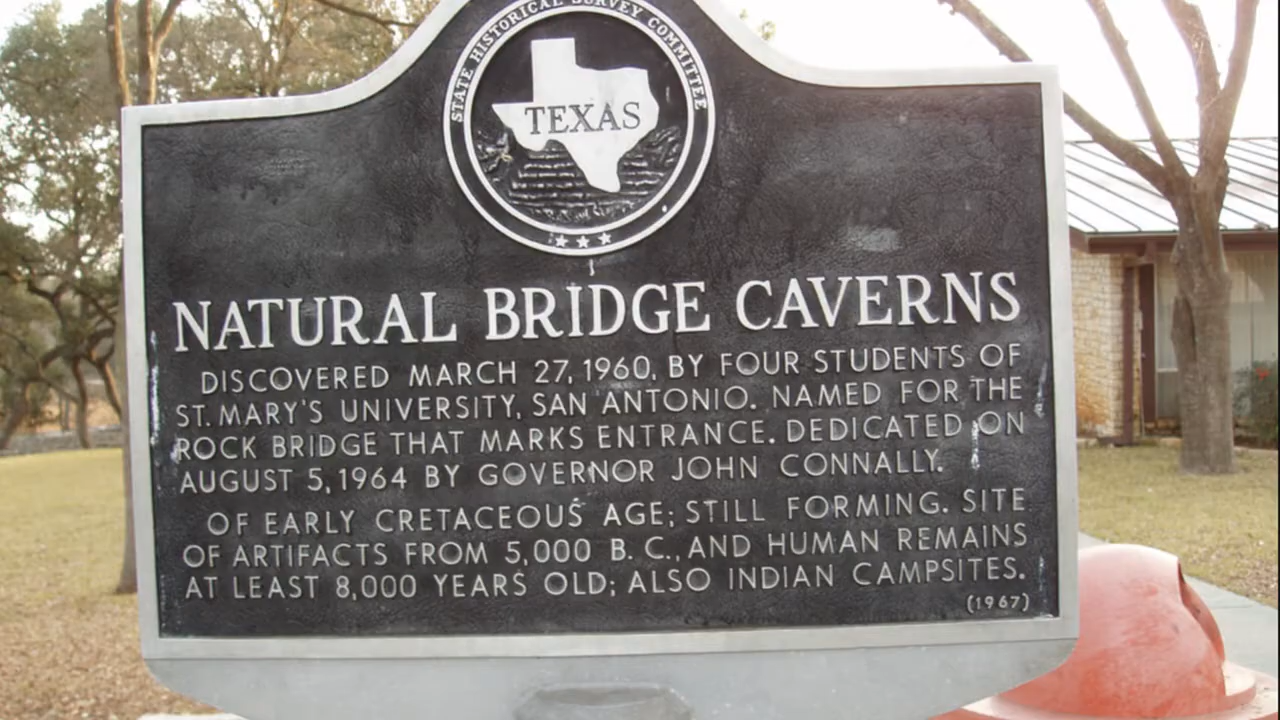 STATE HISTORICAL SURVEY COMMITTEE
TEXAS
NATURAL BRIDGE CAVERNS
DISCOVERED MARCH 27, 1960, BY FOUR STUDENTS OF
ST. MARY'S UNIVERSITY, SAN ANTONIO. NAMED FOR THE
ROCK BRIDGE THAT MARKS ENTRANCE. DEDICATED ON
AUGUST 5, 1964 BY GOVERNOR JOHN CONNALLY.
OF EARLY CRETACEOUS AGE; STILL FORMING. SITE
OF ARTIFACTS FROM 5,000 B. C., AND HUMAN REMAINS
AT LEAST 8,000 YEARS OLD; ALSO INDIAN CAMPSITES.
(1967)